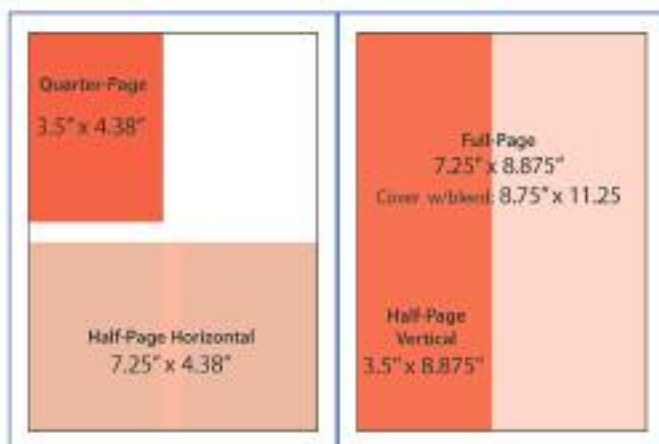 Quarter-Page
3.5" x 4.38"
Half-Page Horizontal
7.25" x 4.38"
Full-Page
7.25" x 8.875"
Cover w/bleed: 8.75" x 11.25
Half-Page
Vertical
3.5" x 8.875"